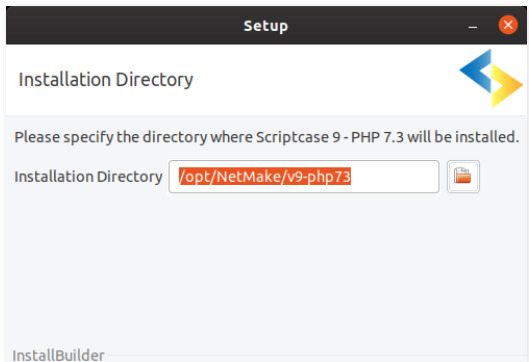 Setup
Installation Directory
Please specify the directory where Scriptcase 9 - PHP 7.3 will be installed.
Installation Directory /opt/NetMake/v9-php73
InstallBuilder